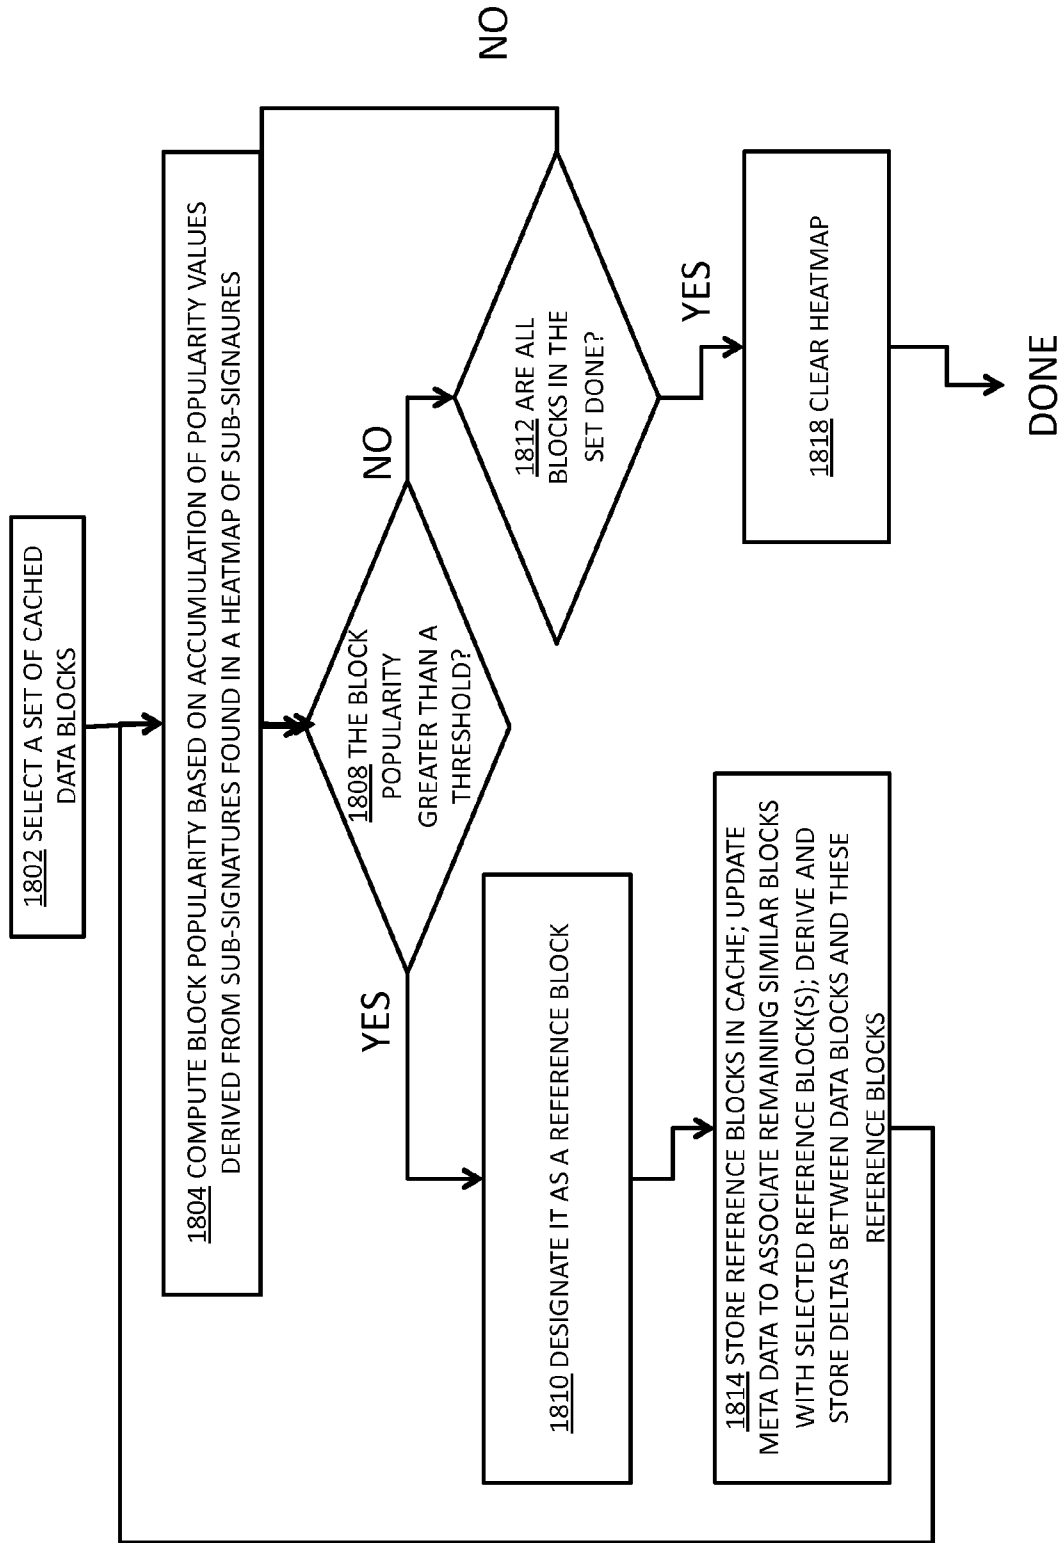 1802 SELECT A SET OF CACHED
DATA BLOCKS
1804 COMPUTE BLOCK POPULARITY BASED ON ACCUMULATION OF POPULARITY VALUES
DERIVED FROM SUB-SIGNATURES FOUND IN A HEATMAP OF SUB-SIGNAURES
1808 THE BLOCK
POPULARITY
GREATER THAN A
THRESHOLD?
YES
NO
1810 DESIGNATE IT AS A REFERENCE BLOCK
1812 ARE ALL
BLOCKS IN THE
SET DONE?
NO
YES
1814 STORE REFERENCE BLOCKS IN CACHE; UPDATE
META DATA TO ASSOCIATE REMAINING SIMILAR BLOCKS
WITH SELECTED REFERENCE BLOCK(S); DERIVE AND
STORE DELTAS BETWEEN DATA BLOCKS AND THESE
REFERENCE BLOCKS
1818 CLEAR HEATMAP
DONE